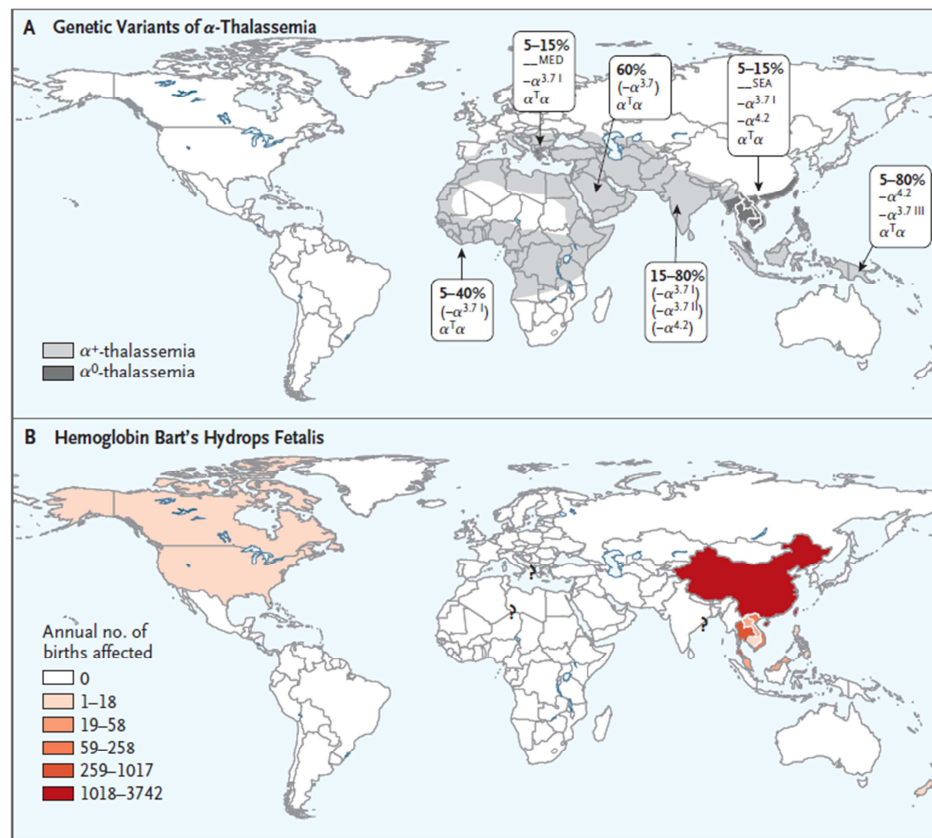 A Genetic Variants of α-Thalassemia
5–15%
__MED
-α3.7 I
αTα
60%
(-α3.7)
αTα
5–15%
__SEA
-α3.7 I
-α4.2
αTα
5–80%
-α4.2
-α3.7 III
αTα
5–40%
(-α3.7 I)
αTα
15–80%
(-α3.7 I)
(-α3.7 II)
(-α4.2)
α+-thalassemia
α0-thalassemia
B Hemoglobin Bart's Hydrops Fetalis
?
?
?
Annual no. of
births affected
0
1–18
19–58
59–258
259–1017
1018–3742